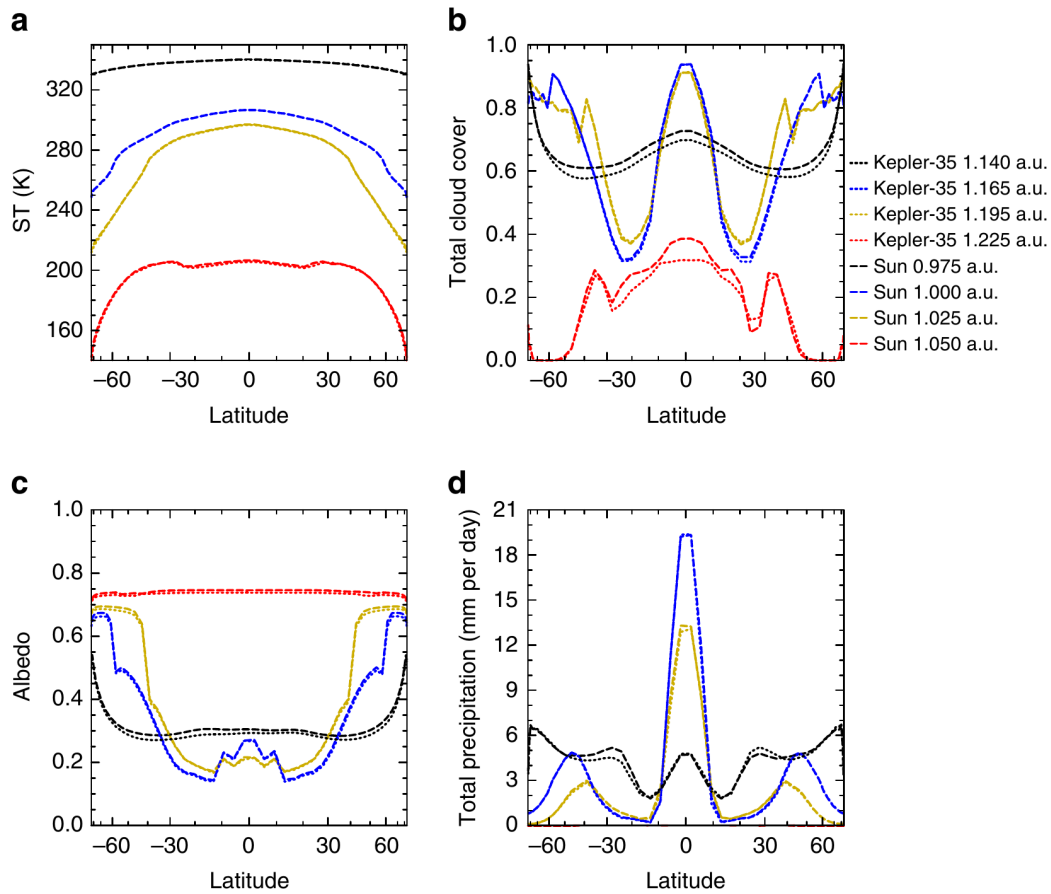 a
ST (K)
320
280
240
200
160
−60
−30
0
30
60
Latitude
b
Total cloud cover
1.0
0.8
0.6
0.4
0.2
0.0
−60
−30
0
30
60
Latitude
Kepler-35 1.140 a.u.
Kepler-35 1.165 a.u.
Kepler-35 1.195 a.u.
Kepler-35 1.225 a.u.
Sun 0.975 a.u.
Sun 1.000 a.u.
Sun 1.025 a.u.
Sun 1.050 a.u.
c
Albedo
1.0
0.8
0.6
0.4
0.2
0.0
−60
−30
0
30
60
Latitude
d
Total precipitation (mm per day)
21
18
15
12
9
6
3
0
−60
−30
0
30
60
Latitude